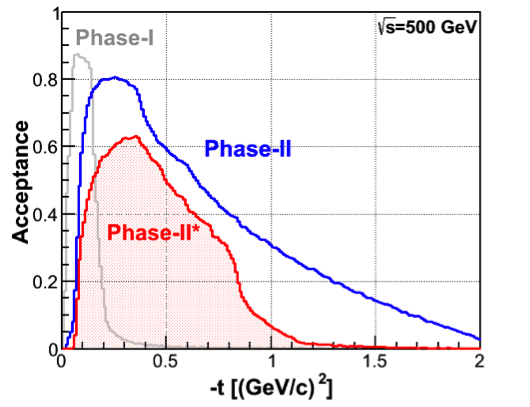 √s=500 GeV
Phase-I
Phase-II
Phase-II*
Acceptance
1
0.8
0.6
0.4
0.2
0
0
0.5
1
1.5
2
-t [(GeV/c)²]